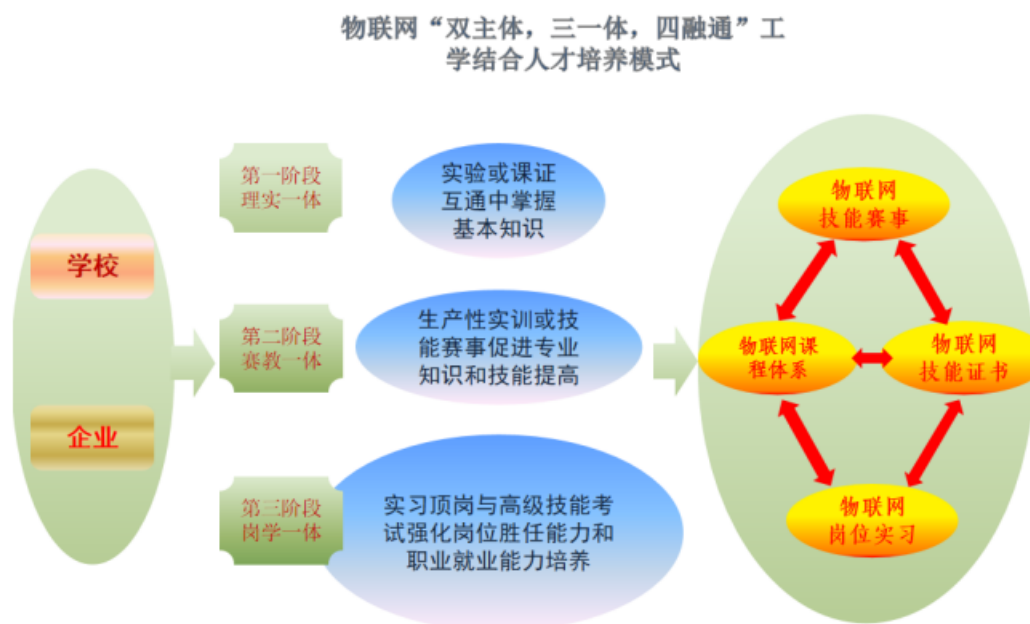 物联网“双主体，三一体，四融通”工
学结合人才培养模式
学校
企业
第一阶段
理实一体
实验或课证
互通中掌握
基本知识
第二阶段
赛教一体
生产性实训或技
能赛事促进专业
知识和技能提高
第三阶段
岗学一体
实习顶岗与高级技能考
试强化岗位胜任能力和
职业就业能力培养
物联网
技能赛事
物联网课
程体系
物联网
技能证书
物联网
岗位实习